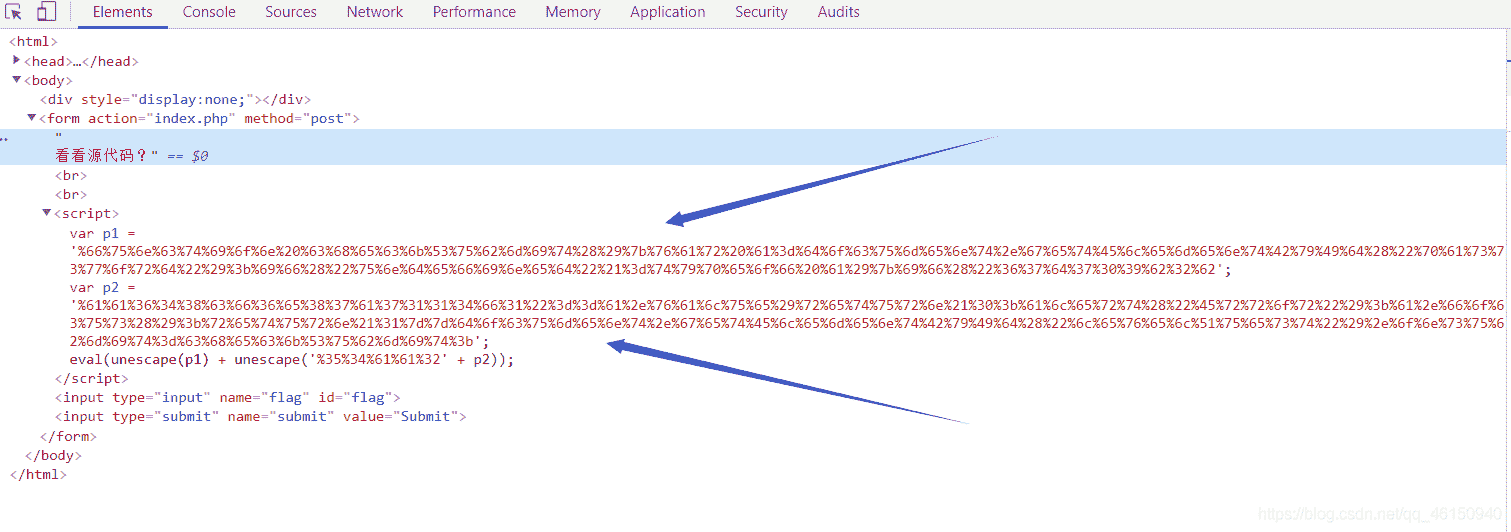 Elements Console Sources Network Performance Memory Application Security Audits
<html>
<head>…</head>
<body>
<div style="display:none;"></div>
<form action="index.php" method="post">
"
看看源代码？" == $0
<br>
<br>
<script>
var p1 =
'%66%75%6e%63%74%69%6f%6e%20%63%68%65%63%6b%53%75%62%6d%69%74%28%29%7b%76%61%72%20%61%3d%64%6f%63%75%6d%65%6e%74%2e%67%65%74%45%6c%65%6d%65%6e%74%42%79%49%64%28%22%70%61%73%7
3%77%6f%72%64%22%29%3b%69%66%28%22%75%6e%64%65%66%69%6e%65%64%22%21%3d%74%79%70%65%6f%66%20%61%29%7b%69%66%28%22%36%37%64%37%30%39%62%32%62';
var p2 =
'%61%61%36%34%38%63%66%36%65%38%37%61%37%31%31%34%66%31%22%3d%3d%61%2e%76%61%6c%75%65%29%72%65%74%75%72%6e%21%30%3b%61%6c%65%72%74%28%22%45%72%72%6f%72%22%29%3b%61%2e%66%6f%6
3%75%73%28%29%3b%72%65%74%75%72%6e%21%31%7d%7d%64%6f%63%75%6d%65%6e%74%2e%67%65%74%45%6c%65%6d%65%6e%74%42%79%49%64%28%22%6c%65%76%65%6c%51%75%65%73%74%22%29%2e%6f%6e%73%75%6
2%6d%69%74%3d%63%68%65%63%6b%53%75%62%6d%69%74%3b';
eval(unescape(p1) + unescape('%35%34%61%61%32' + p2));
</script>
<input type="input" name="flag" id="flag">
<input type="submit" name="submit" value="Submit">
</form>
</body>
</html>
https://blog.csdn.net/qq_46150940